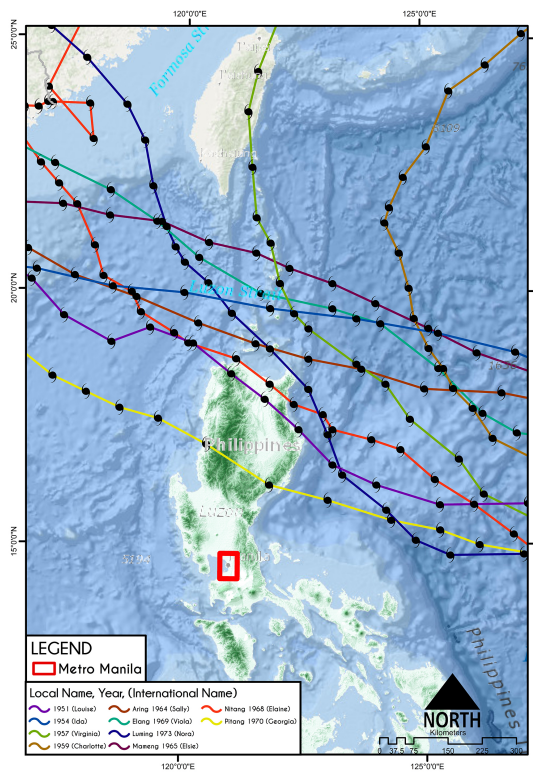 120°0'0"E 125°0'0"E
25°0'0"N
Formosa St
20°0'0"N
Luzon Strait
Philippines
LUZON
15°0'0"N
Philippines
LEGEND
Metro Manila
Local Name, Year, (International Name)
1951 (Louise) Aring 1964 (Sally) Nitang 1968 (Elaine)
1954 (Ida) Elang 1969 (Viola) Pitang 1970 (Georgia)
1957 (Virginia) Luming 1973 (Nora)
1959 (Charlotte) Mameng 1965 (Elsie)
NORTH
Kilometers
0 37.5 75 150 225 300
120°0'0"E 125°0'0"E